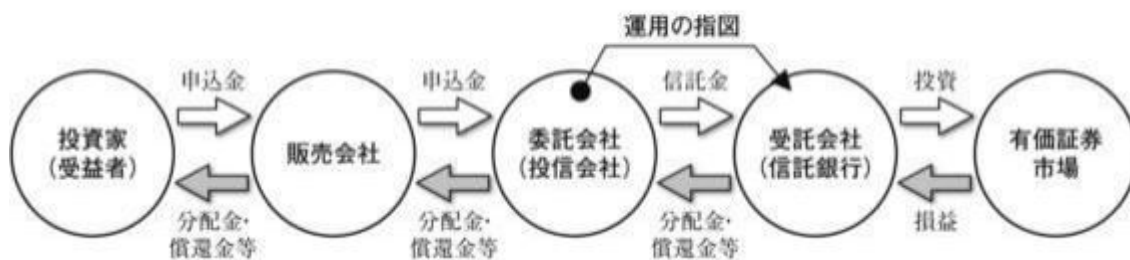 運用の指図
申込金
申込金
信託金
投資
投資家
(受益者)
販売会社
委託会社
(投信会社)
受託会社
(信託銀行)
有価証券
市場
分配金・
償還金等
分配金・
償還金等
分配金・
償還金等
損益